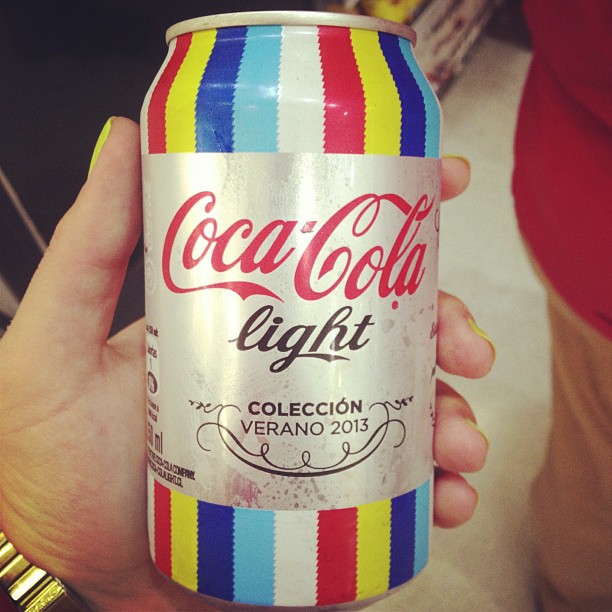 Coca-Cola
light
COLECCIÓN
VERANO 2013